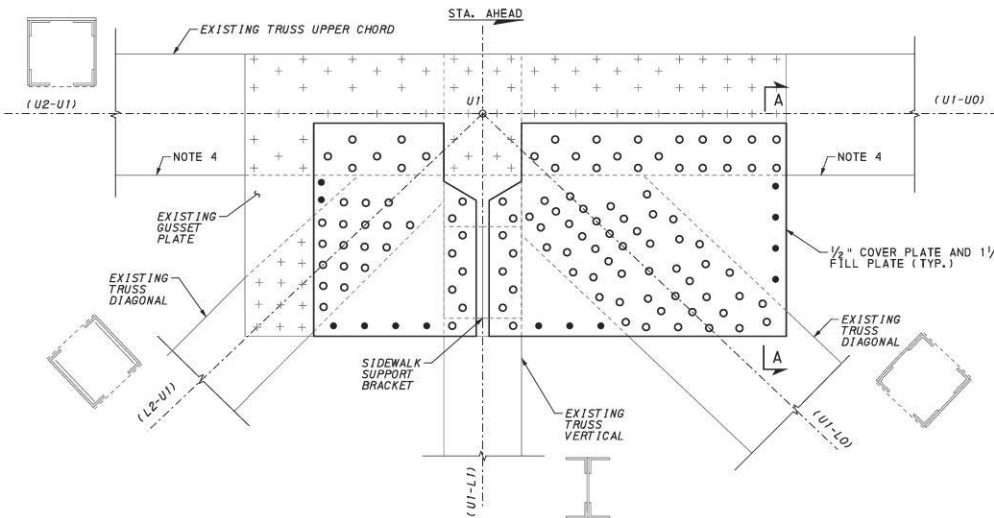 STA. AHEAD
EXISTING TRUSS UPPER CHORD
(U2-U1)
U1
A
(U1-U0)
NOTE 4
NOTE 4
EXISTING
GUSSET
PLATE
1/2" COVER PLATE AND 1 1/
FILL PLATE (TYP.)
EXISTING
TRUSS
DIAGONAL
EXISTING
TRUSS
DIAGONAL
SIDEWALK
SUPPORT
BRACKET
A
(L2-U1)
EXISTING
TRUSS
VERTICAL
(U1-L0)
(U1-L1)